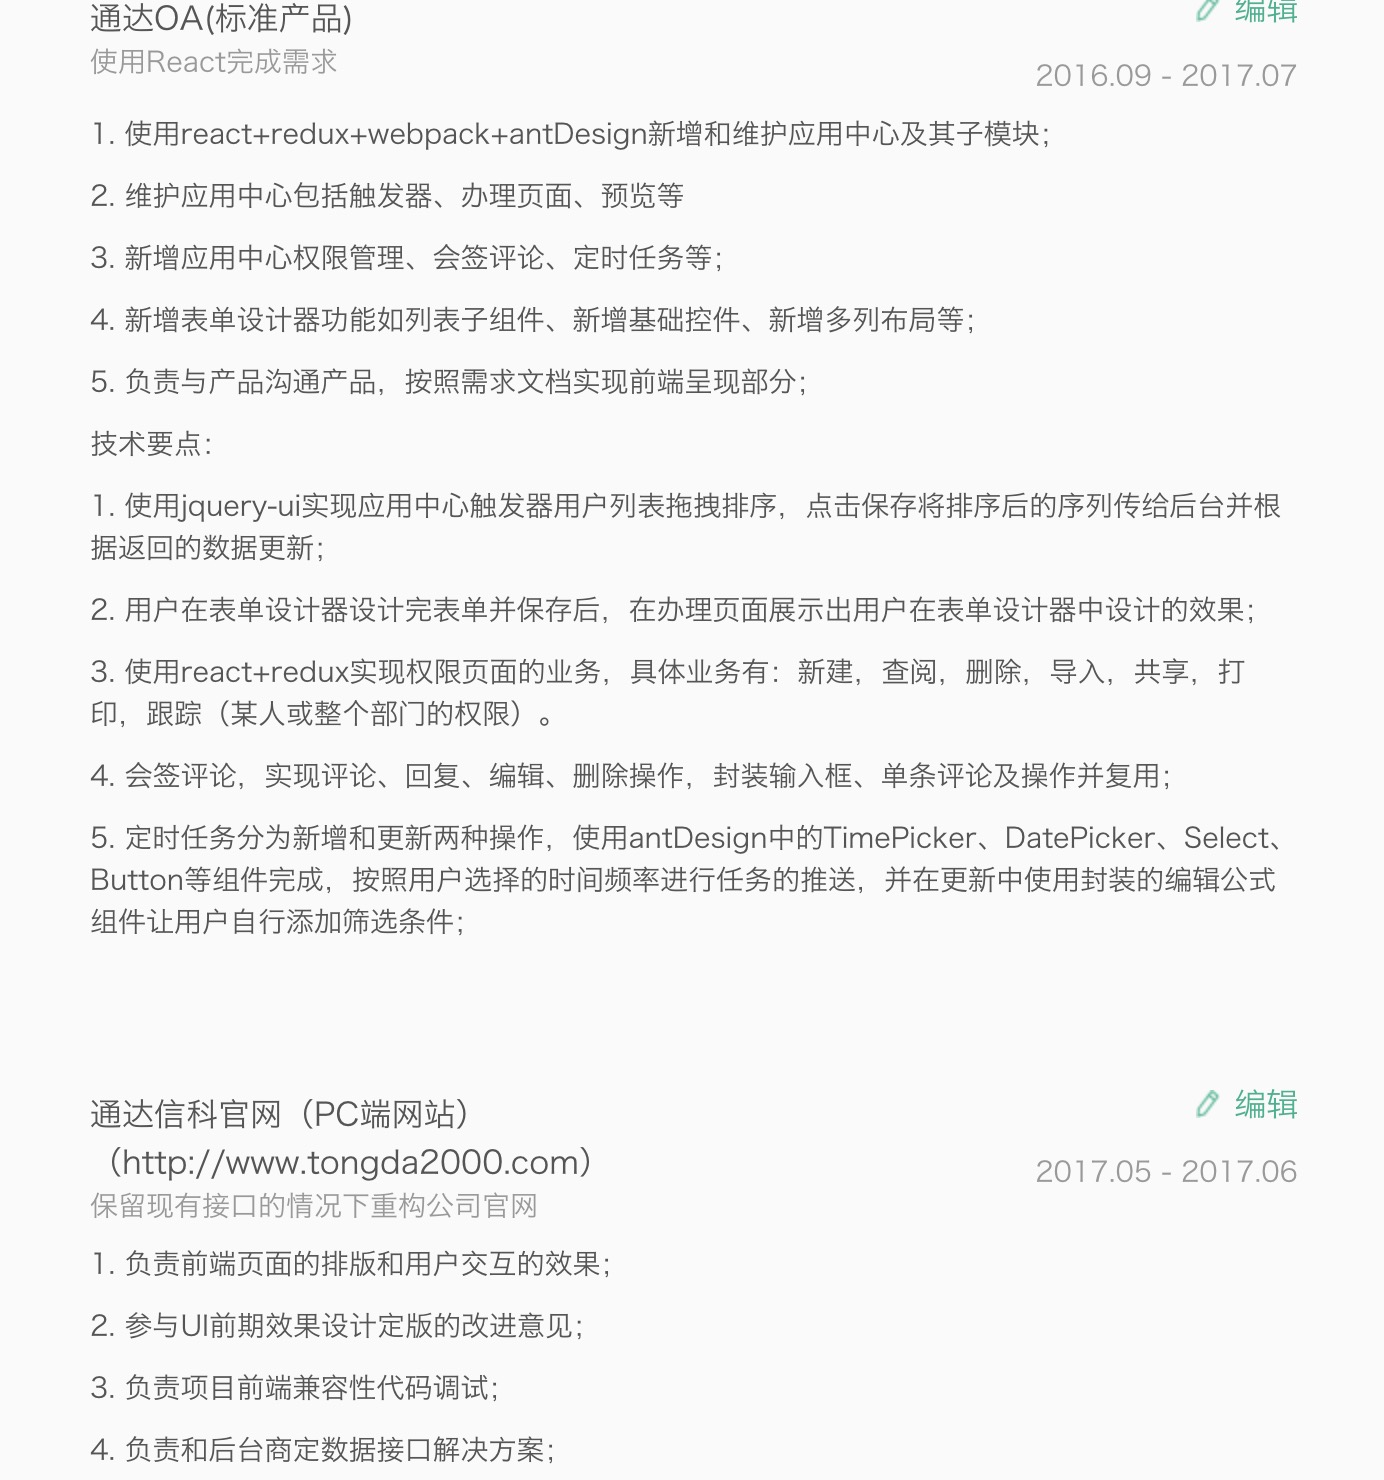 通达OA(标准产品)
编辑
使用React完成需求
2016.09 - 2017.07
1. 使用react+redux+webpack+antDesign新增和维护应用中心及其子模块；
2. 维护应用中心包括触发器、办理页面、预览等
3. 新增应用中心权限管理、会签评论、定时任务等；
4. 新增表单设计器功能如列表子组件、新增基础控件、新增多列布局等；
5. 负责与产品沟通产品，按照需求文档实现前端呈现部分；
技术要点：
1. 使用jquery-ui实现应用中心触发器用户列表拖拽排序，点击保存将排序后的序列传给后台并根
据返回的数据更新；
2. 用户在表单设计器设计完表单并保存后，在办理页面展示出用户在表单设计器中设计的效果；
3. 使用react+redux实现权限页面的业务，具体业务有：新建，查阅，删除，导入，共享，打
印，跟踪（某人或整个部门的权限）。
4. 会签评论，实现评论、回复、编辑、删除操作，封装输入框、单条评论及操作并复用；
5. 定时任务分为新增和更新两种操作，使用antDesign中的TimePicker、DatePicker、Select、
Button等组件完成，按照用户选择的时间频率进行任务的推送，并在更新中使用封装的编辑公式
组件让用户自行添加筛选条件；
通达信科官网（PC端网站）
编辑
（http://www.tongda2000.com）
2017.05 - 2017.06
保留现有接口的情况下重构公司官网
1. 负责前端页面的排版和用户交互的效果；
2. 参与UI前期效果设计定版的改进意见；
3. 负责项目前端兼容性代码调试；
4. 负责和后台商定数据接口解决方案；